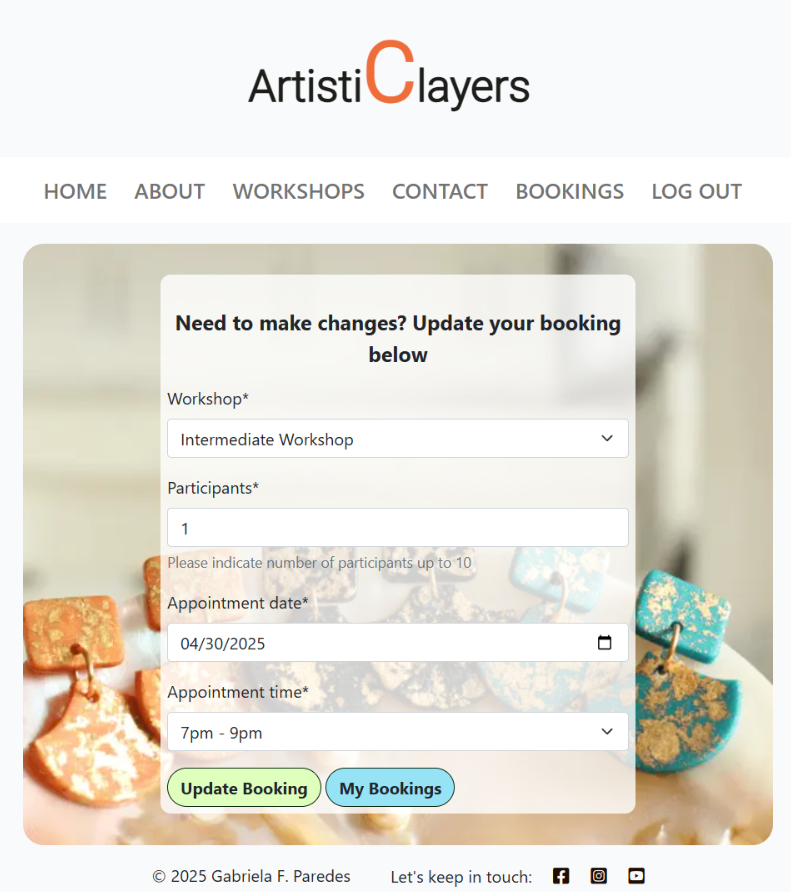 ArtistiClayers
HOME ABOUT WORKSHOPS CONTACT BOOKINGS LOG OUT
Need to make changes? Update your booking
below
Workshop*
Intermediate Workshop
Participants*
1
Please indicate number of participants up to 10
Appointment date*
04/30/2025
Appointment time*
7pm - 9pm
Update Booking My Bookings
© 2025 Gabriela F. Paredes Let's keep in touch: